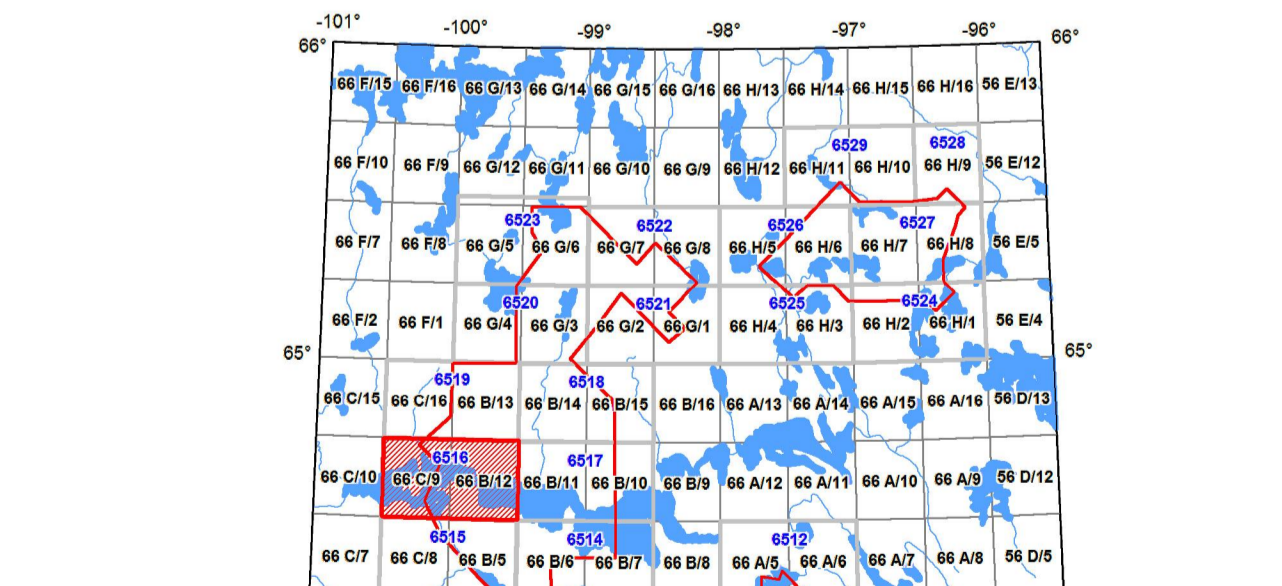 -101° -100° -99° -98° -97° -96°
66° 66°
66 F/15 66 F/16 66 G/13 66 G/14 66 G/15 66 G/16 66 H/13 66 H/14 66 H/15 66 H/16 56 E/13
6529 6528
66 F/10 66 F/9 66 G/12 66 G/11 66 G/10 66 G/9 66 H/12 66 H/11 66 H/10 66 H/9 56 E/12
6523 6522 6526 6527
66 F/7 66 F/8 66 G/5 66 G/6 66 G/7 66 G/8 66 H/5 66 H/6 66 H/7 66 H/8 56 E/5
6520 6521 6525 6524
66 F/2 66 F/1 66 G/4 66 G/3 66 G/2 66 G/1 66 H/4 66 H/3 66 H/2 66 H/1 56 E/4
65° 65°
6519 6518
66 C/15 66 C/16 66 B/13 66 B/14 66 B/15 66 B/16 66 A/13 66 A/14 66 A/15 66 A/16 56 D/13
6516 6517
66 C/10 66 C/9 66 B/12 66 B/11 66 B/10 66 B/9 66 A/12 66 A/11 66 A/10 66 A/9 56 D/12
6515 6514 6512
66 C/7 66 C/8 66 B/5 66 B/6 66 B/7 66 B/8 66 A/5 66 A/6 66 A/7 66 A/8 56 D/5